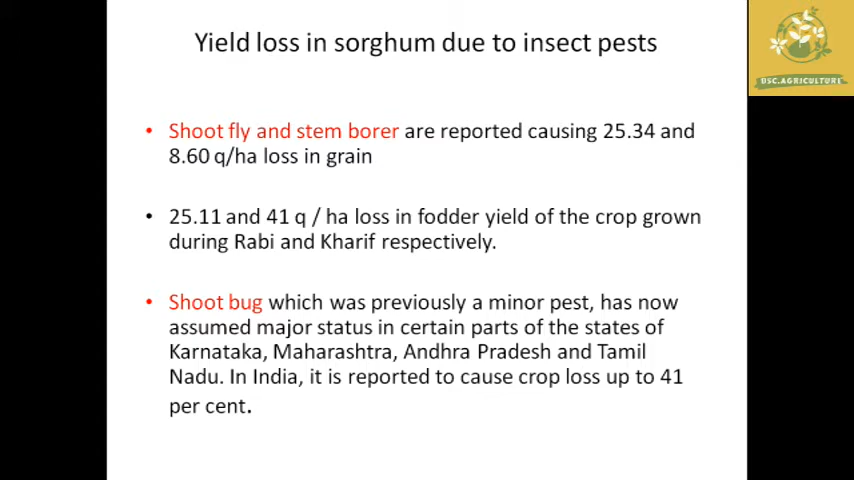 Yield loss in sorghum due to insect pests
DSC.AGRICULTURE
• Shoot fly and stem borer are reported causing 25.34 and
8.60 q/ha loss in grain
• 25.11 and 41 q / ha loss in fodder yield of the crop grown
during Rabi and Kharif respectively.
• Shoot bug which was previously a minor pest, has now
assumed major status in certain parts of the states of
Karnataka, Maharashtra, Andhra Pradesh and Tamil
Nadu. In India, it is reported to cause crop loss up to 41
per cent.